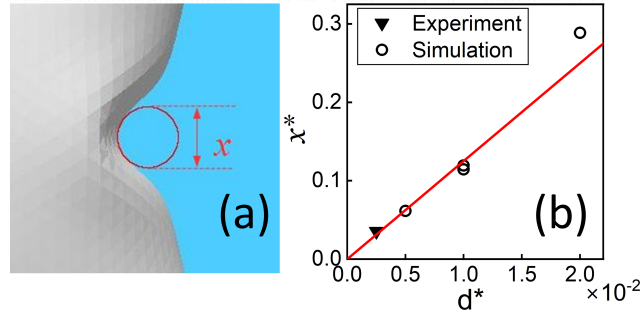 x
(a)
Experiment
Simulation
x*
0.3
0.2
0.1
0.0
(b)
0.0 0.5 1.0 1.5 2.0
×10⁻²
d*